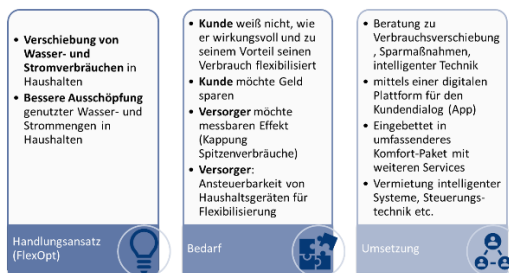 • Verschiebung von
Wasser- und
Stromverbräuchen in
Haushalten
• Bessere Ausschöpfung
genutzter Wasser- und
Strommengen in
Haushalten
Handlungsansatz
(FlexOpt)
• Kunde weiß nicht, wie
er wirkungsvoll und zu
seinem Vorteil seinen
Verbrauch flexibilisiert
• Kunde möchte Geld
sparen
• Versorger möchte
messbaren Effekt
(Kappung
Spitzenverbräuche)
• Versorger:
Ansteuerbarkeit von
Haushaltsgeräten für
Flexibilisierung
Bedarf
• Beratung zu
Verbrauchsverschiebung
, Sparmaßnahmen,
intelligenter Technik
• mittels einer digitalen
Plattform für den
Kundendialog (App)
• Eingebettet in
umfassenderes
Komfort-Paket mit
weiteren Services
• Vermietung intelligenter
Systeme, Steuerungs-
technik etc.
Umsetzung